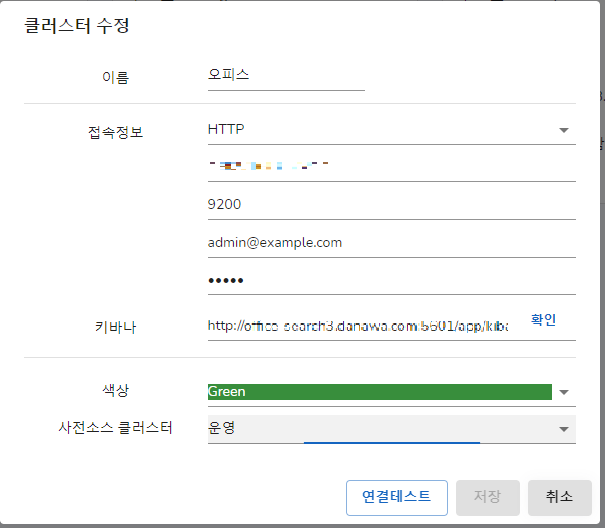 클러스터 수정
이름
오피스
접속정보
HTTP
9200
admin@example.com
•••••
키바나
http://office-search3.danawa.com:5601/app/kiba
확인
색상
Green
사전소스 클러스터
운영
연결테스트
저장
취소